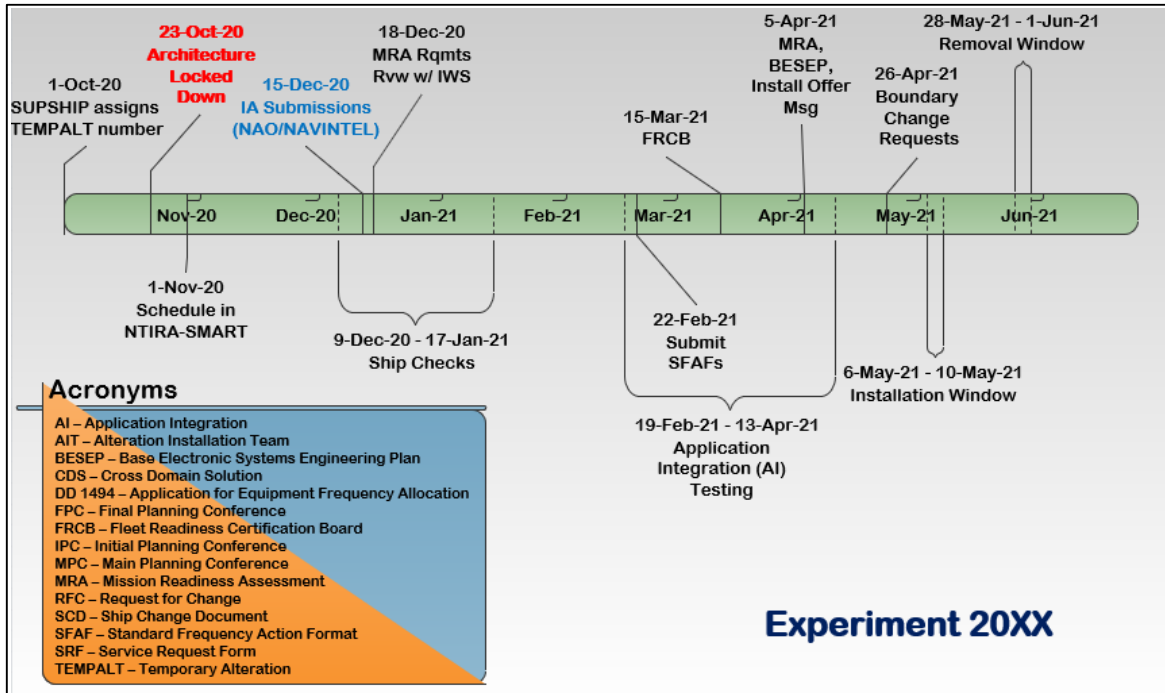 1-Oct-20
SUPSHIP assigns
TEMPALT number
23-Oct-20
Architecture
Locked
Down
15-Dec-20
IA Submissions
(NAO/NAVINTEL)
18-Dec-20
MRA Rqmts
Rvw w/ IWS
15-Mar-21
FRCB
5-Apr-21
MRA,
BESEP,
Install Offer
Msg
26-Apr-21
Boundary
Change
Requests
28-May-21 - 1-Jun-21
Removal Window
Nov-20
Dec-20
Jan-21
Feb-21
Mar-21
Apr-21
May-21
Jun-21
1-Nov-20
Schedule in
NTIRA-SMART
9-Dec-20 - 17-Jan-21
Ship Checks
22-Feb-21
Submit
SFAFs
19-Feb-21 - 13-Apr-21
Application
Integration (AI)
Testing
6-May-21 - 10-May-21
Installation Window
Acronyms
AI – Application Integration
AIT – Alteration Installation Team
BESEP – Base Electronic Systems Engineering Plan
CDS – Cross Domain Solution
DD 1494 – Application for Equipment Frequency Allocation
FPC – Final Planning Conference
FRCB – Fleet Readiness Certification Board
IPC – Initial Planning Conference
MPC – Main Planning Conference
MRA – Mission Readiness Assessment
RFC – Request for Change
SCD – Ship Change Document
SFAF – Standard Frequency Action Format
SRF – Service Request Form
TEMPALT – Temporary Alteration
Experiment 20XX